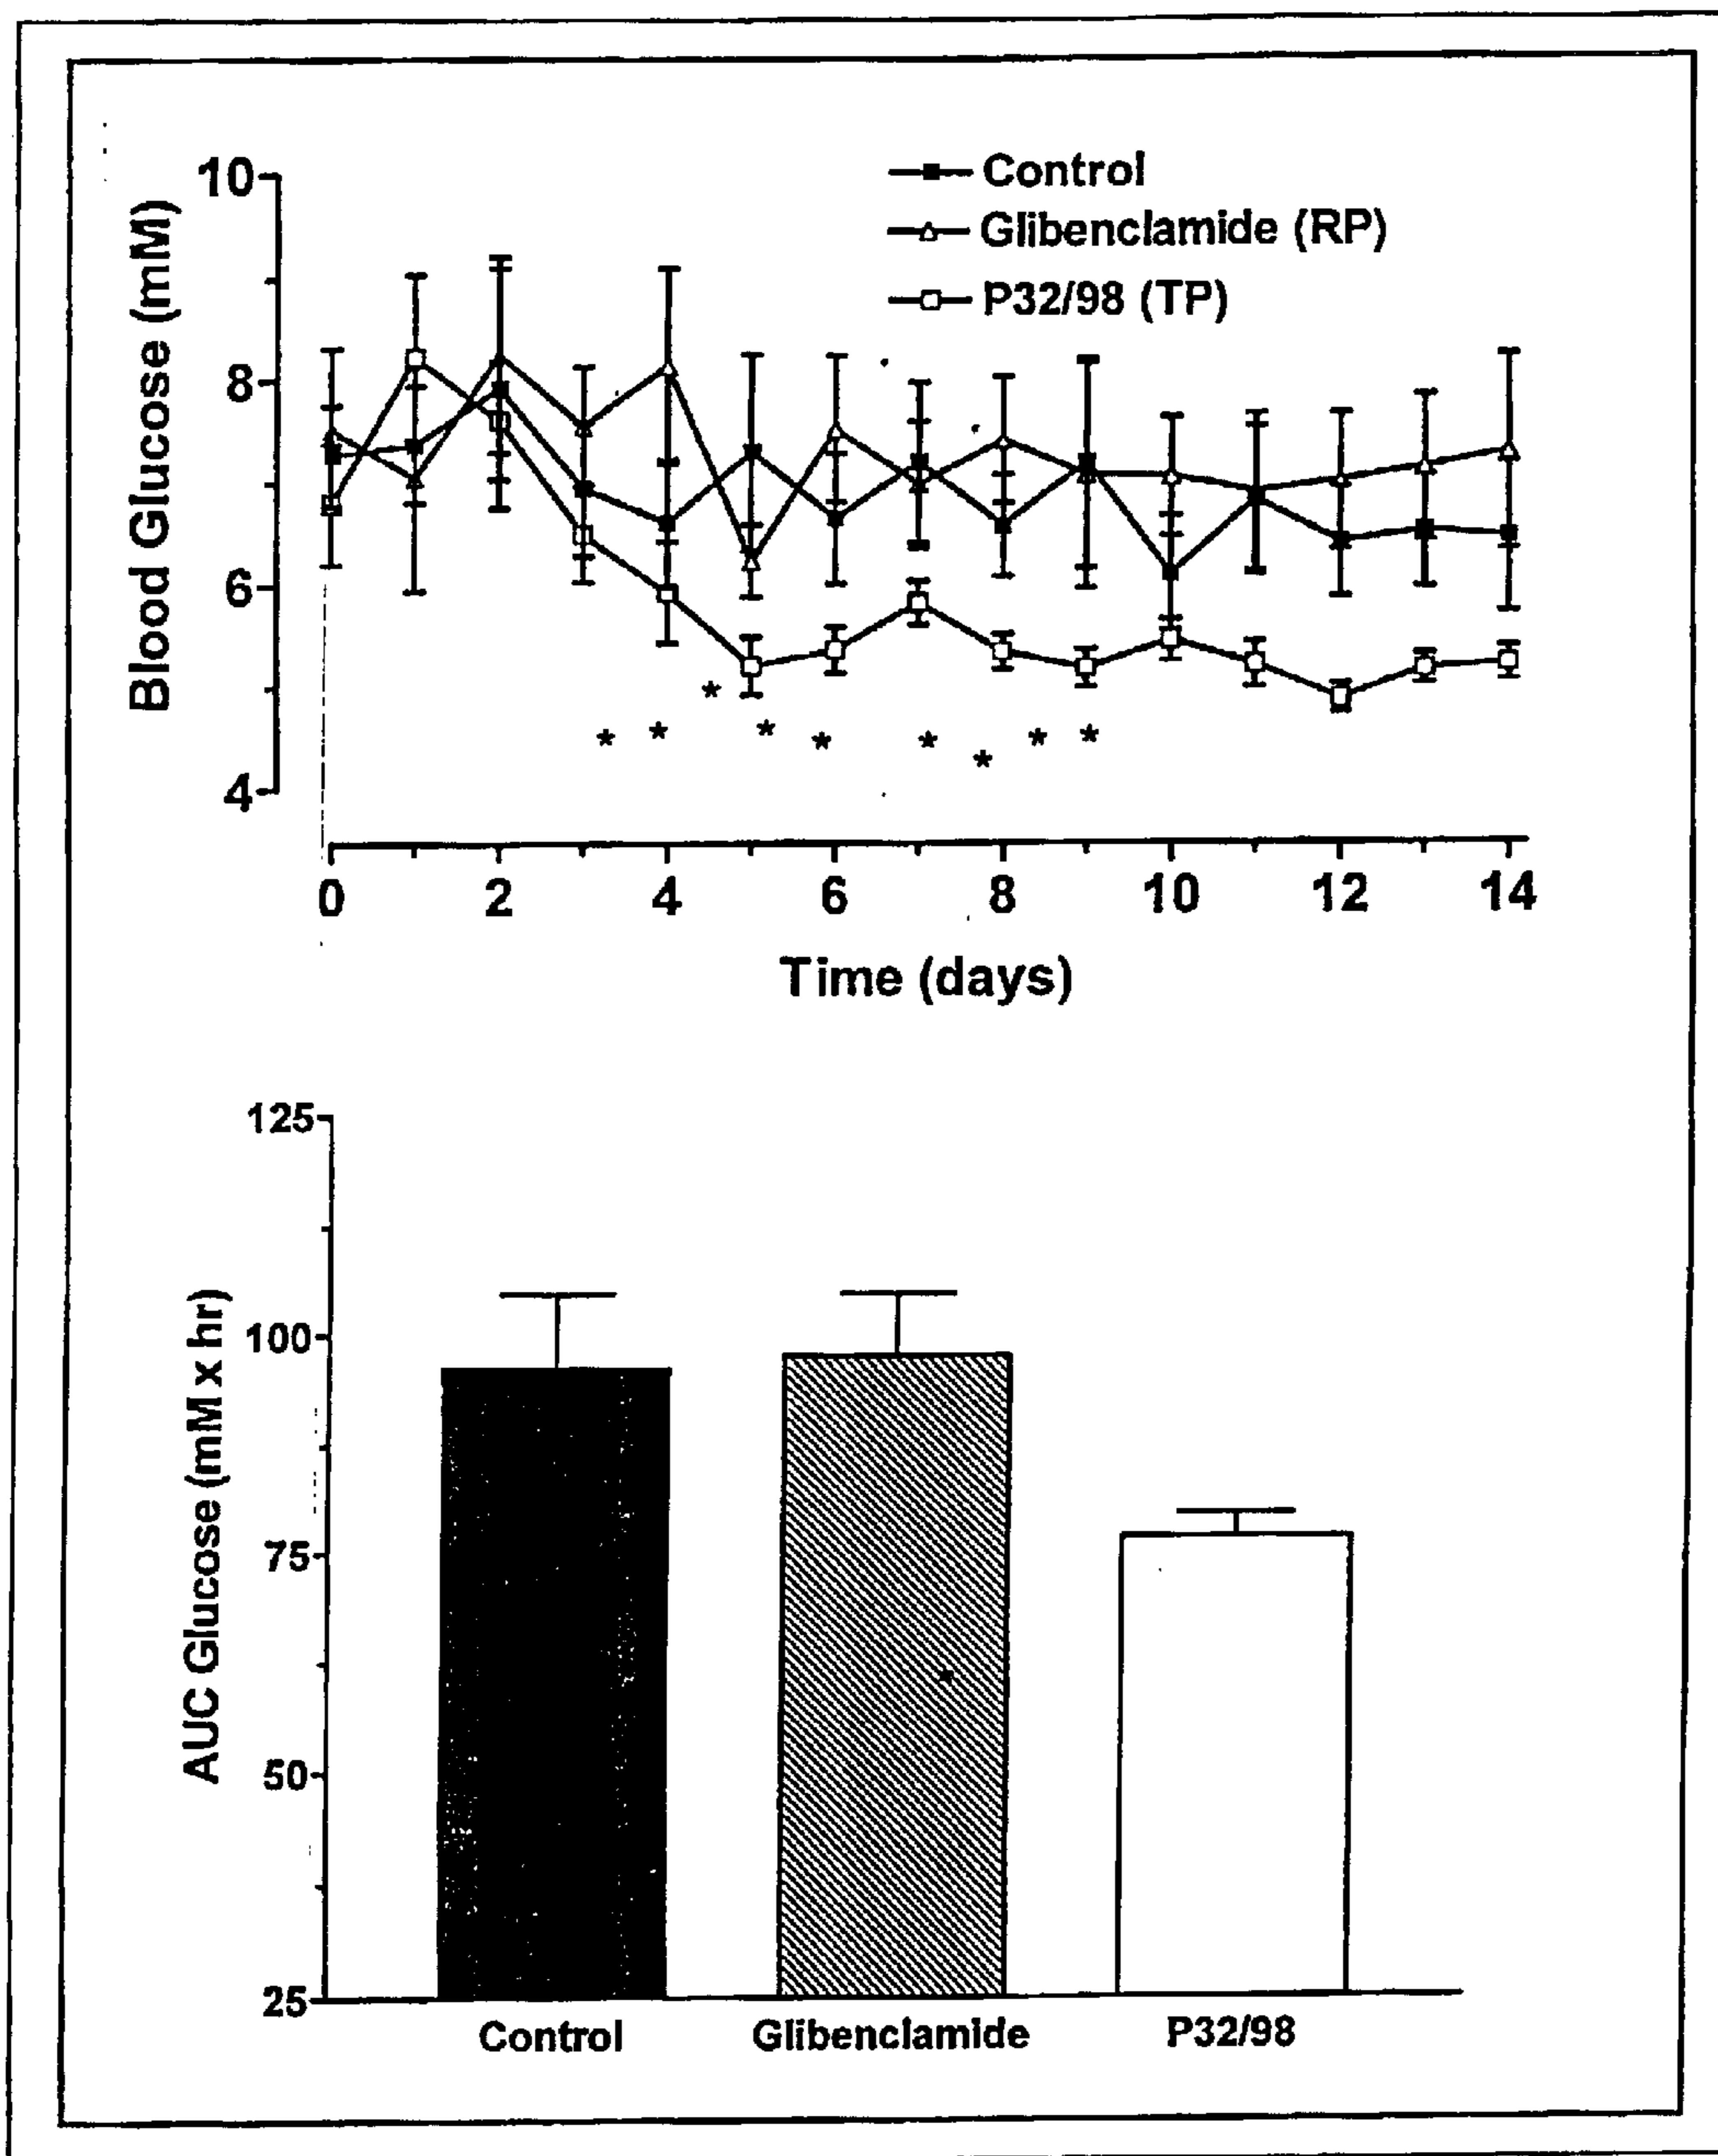 Control
Glibenclamide (RP)
P32/98 (TP)
Blood Glucose (mM)
10
8
6
4
* * * * * * * * *
0 2 4 6 8 10 12 14
Time (days)
AUC Glucose (mM x hr)
125
100
75
50
25
*
Control Glibenclamide P32/98